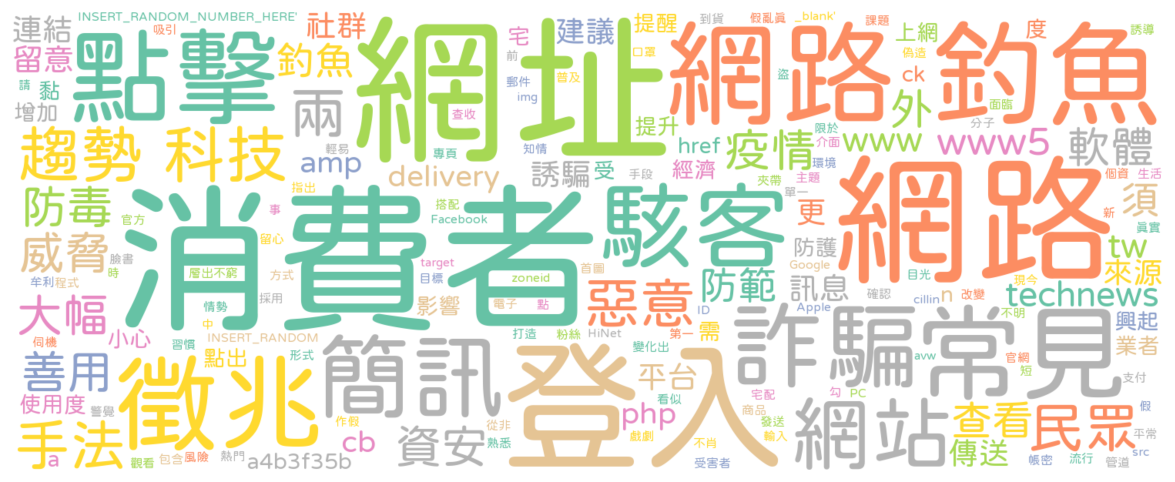 INSERT_RANDOM_NUMBER_HERE'
連結
吸引
社群
點擊
網址
宅
建議
提醒
到貨
假亂真
_blank'
課題
上網
度
誘導
留意
釣魚
前
口罩
網路
偽造
釣魚
請
黏
兩
郵件
普及
盜
ck
面臨
增加
img
查收
提升
外
分子
趨勢
科技
輕易
amp
專頁
知情
href
疫情
限於
介面
www
www5
軟體
delivery
誘騙
受
手段
經濟
環境
夾帶
主題
個資
生活
防毒
指出
消費者
搭配
駭客
單一
更
網路
新
須
官方
事
Facebook
真實
威脅
留心
防護
tw
臉書
時
層出不窮
方式
target
目標
zoneid
首圖
Google
目光
現今
來源
牟利
程式
防範
訊息
大幅
情勢
採用
影響
電子
點
惡意
ID
Apple
確認
cillin
n
改變
不明
technews
伺機
小心
中
INSERT_RANDOM
打造
粉絲
HiNet
第一
需
詐騙
常見
興起
習慣
徵兆
簡訊
登入
善用
點出
形式
變化出
avw
官網
短
業者
平台
看似
宅配
勾
PC
支付
使用度
警覺
作假
php
商品
發送
網站
查看
民眾
假
手法
cb
從非
熟悉
戲劇
不肖
輸入
平常
a
觀看
包含
風險
熱門
a4b3f35b
資安
受害者
傳送
帳密
流行
管道
src